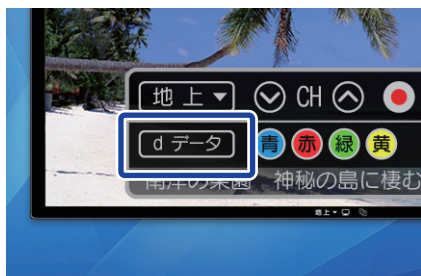 地上▼ CH
d データ 青 赤 緑 黄
南洋の楽園 神秘の島に棲む
地上▼